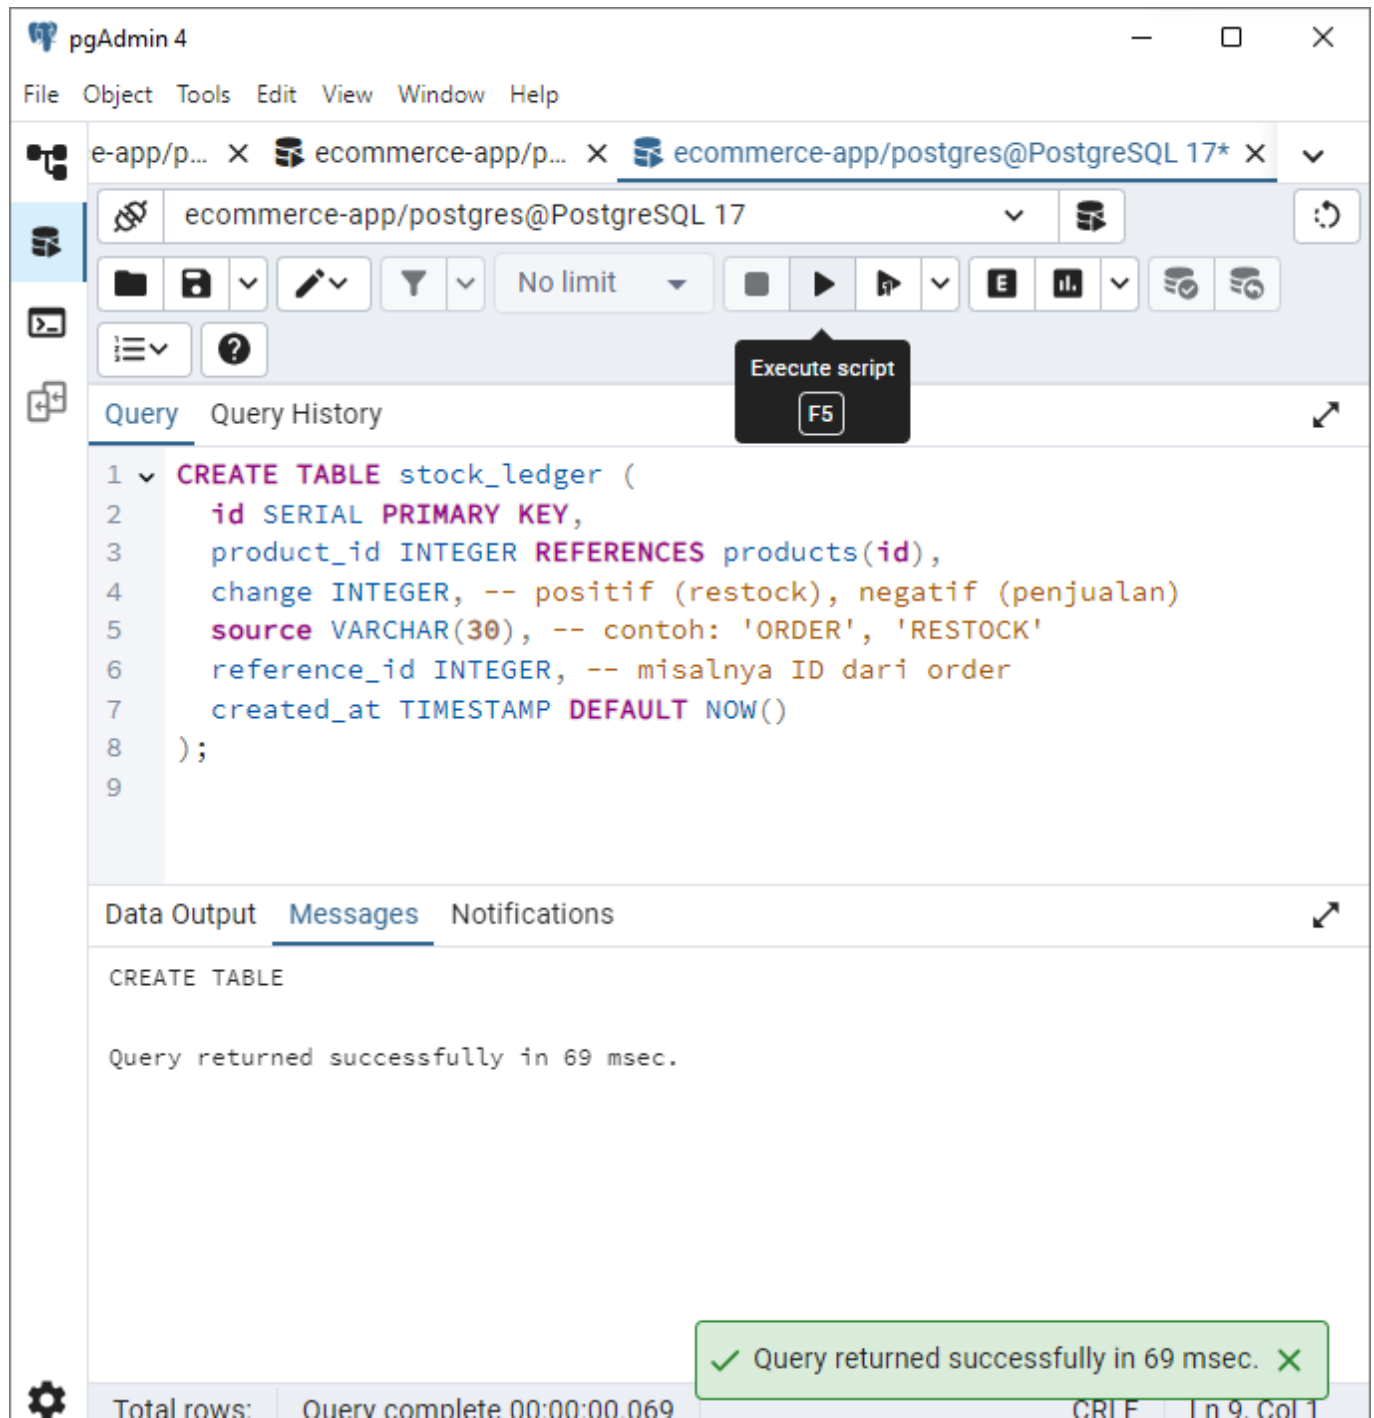 pgAdmin 4
File Object Tools Edit View Window Help
e-app/p... ecommerce-app/p... ecommerce-app/postgres@PostgreSQL 17*
ecommerce-app/postgres@PostgreSQL 17
No limit
E
Execute script
F5
Query Query History
1 CREATE TABLE stock_ledger (
2 id SERIAL PRIMARY KEY,
3 product_id INTEGER REFERENCES products(id),
4 change INTEGER, -- positif (restock), negatif (penjualan)
5 source VARCHAR(30), -- contoh: 'ORDER', 'RESTOCK'
6 reference_id INTEGER, -- misalnya ID dari order
7 created_at TIMESTAMP DEFAULT NOW()
8 );
9
Data Output Messages Notifications
CREATE TABLE
Query returned successfully in 69 msec.
Query returned successfully in 69 msec.
Total rows: Query complete 00:00:00.069 CRLF Ln 9, Col 1